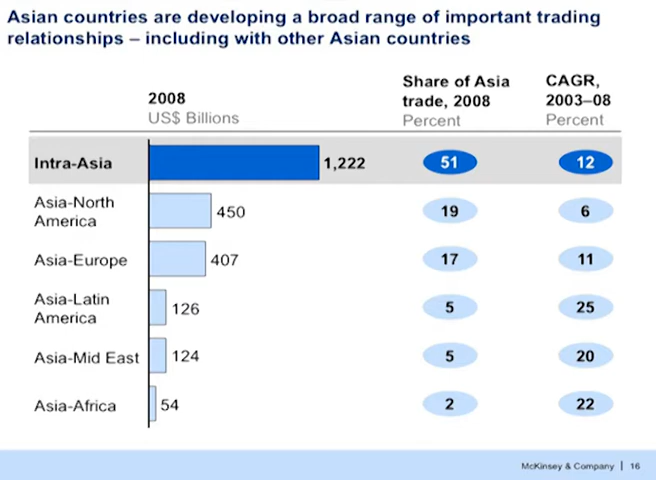 Asian countries are developing a broad range of important trading
relationships – including with other Asian countries
2008
US$ Billions
Share of Asia
trade, 2008
Percent
CAGR,
2003–08
Percent
Intra-Asia 1,222 51 12
Asia-North
America
450 19 6
Asia-Europe 407 17 11
Asia-Latin
America
126 5 25
Asia-Mid East 124 5 20
Asia-Africa 54 2 22
McKinsey & Company | 16